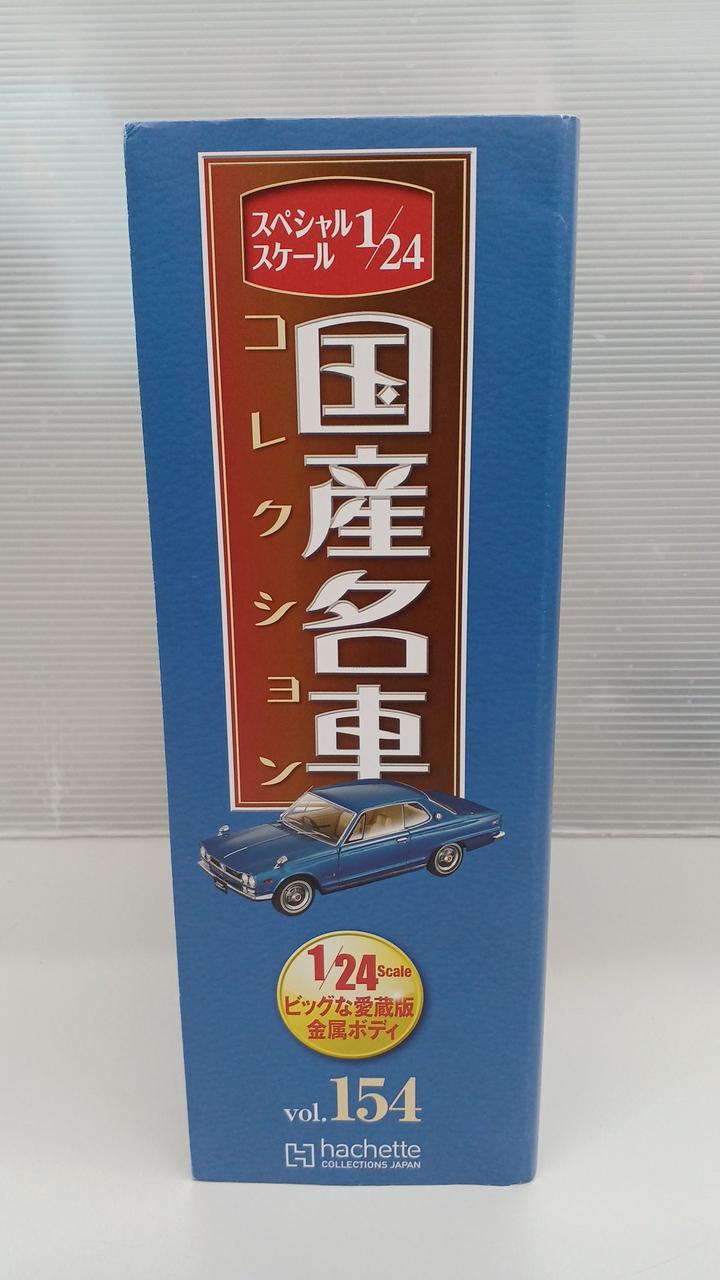 スペシャル
スケール 1/24
国産名車
コレクション
1/24 Scale
ビッグな愛蔵版
金属ボディ
vol.154
hachette
COLLECTIONS JAPAN